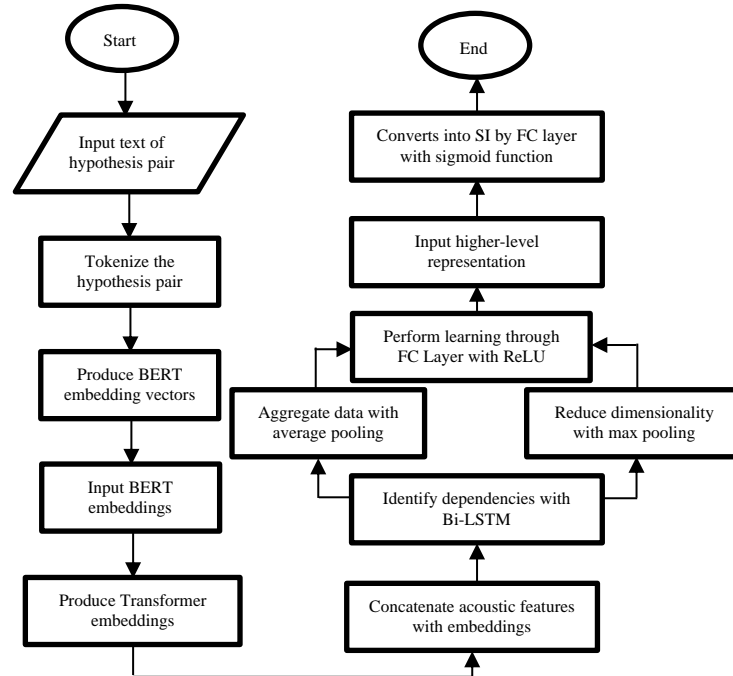 Start
Input text of
hypothesis pair
Tokenize the
hypothesis pair
Produce BERT
embedding vectors
Input BERT
embeddings
Produce Transformer
embeddings
Concatenate acoustic features
with embeddings
Identify dependencies with
Bi-LSTM
Aggregate data with
average pooling
Reduce dimensionality
with max pooling
Perform learning through
FC Layer with ReLU
Input higher-level
representation
Converts into SI by FC layer
with sigmoid function
End